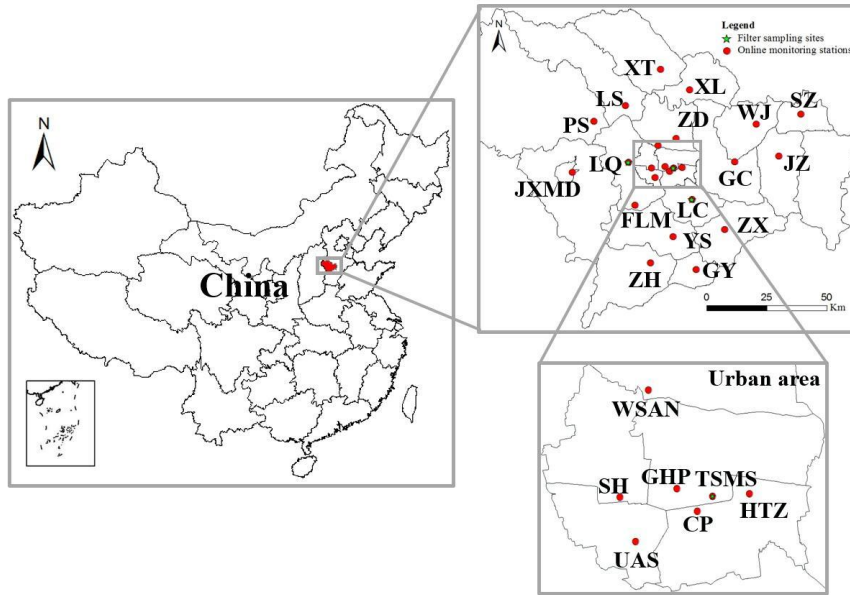 N
China
N
Legend
Filter sampling sites
Online monitoring stations
XT
XL
LS
WJ
SZ
PS
ZD
LQ
JZ
GC
JXMD
FLM
LC
ZX
YS
ZH
GY
0 25 50
Km
Urban area
WSAN
GHP TSMS
SH
HTZ
CP
UAS